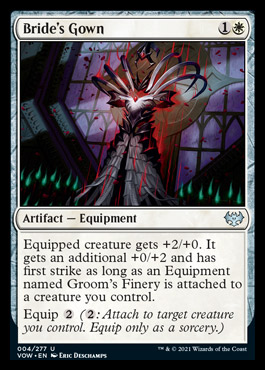 Bride's Gown 1
Artifact — Equipment
Equipped creature gets +2/+0. It
gets an additional +0/+2 and has
first strike as long as an Equipment
named Groom's Finery is attached to
a creature you control.
Equip 2 (2: Attach to target creature
you control. Equip only as a sorcery.)
004/277 U
VOW • EN Eric Deschamps
™ & © 2021 Wizards of the Coast